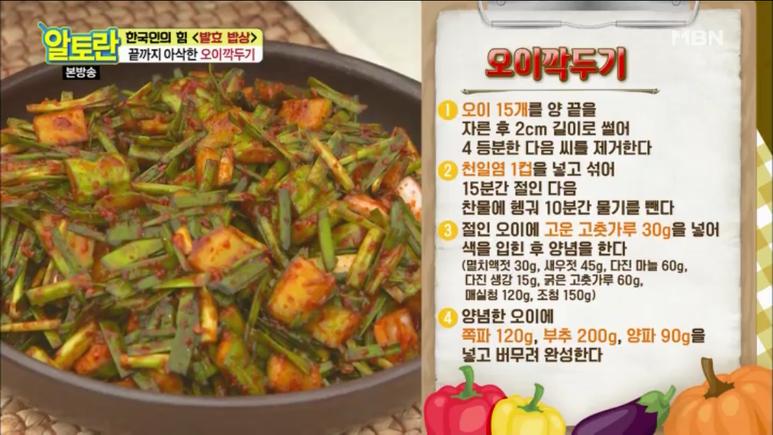 알토란
본방송
한국인의 힘 <발효 밥상>
끝까지 아삭한 오이깍두기
MBN
오이깍두기
1 오이 15개를 양 끝을
자른 후 2cm 길이로 썰어
4 등분한 다음 씨를 제거한다
2 천일염 1컵을 넣고 섞어
15분간 절인 다음
찬물에 헹궈 10분간 물기를 뺀다
3 절인 오이에 고운 고춧가루 30g을 넣어
색을 입힌 후 양념을 한다
(멸치액젓 30g, 새우젓 45g, 다진 마늘 60g,
다진 생강 15g, 굵은 고춧가루 60g,
매실청 120g, 조청 150g)
4 양념한 오이에
쪽파 120g, 부추 200g, 양파 90g을
넣고 버무려 완성한다